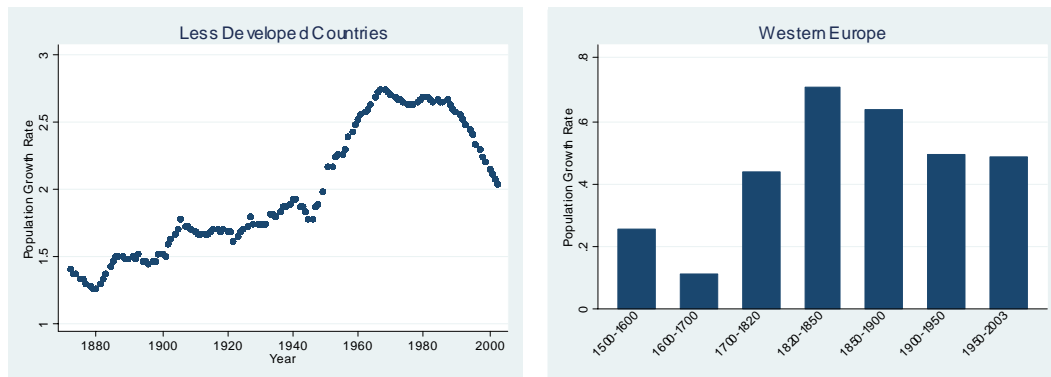 Less Developed Countries
Population Growth Rate
3
2.5
2
1.5
1
1880 1900 1920 1940 1960 1980 2000
Year
Western Europe
Population Growth Rate
.8
.6
.4
.2
0
1500-1600 1600-1700 1700-1820 1820-1850 1850-1900 1900-1950 1950-2003